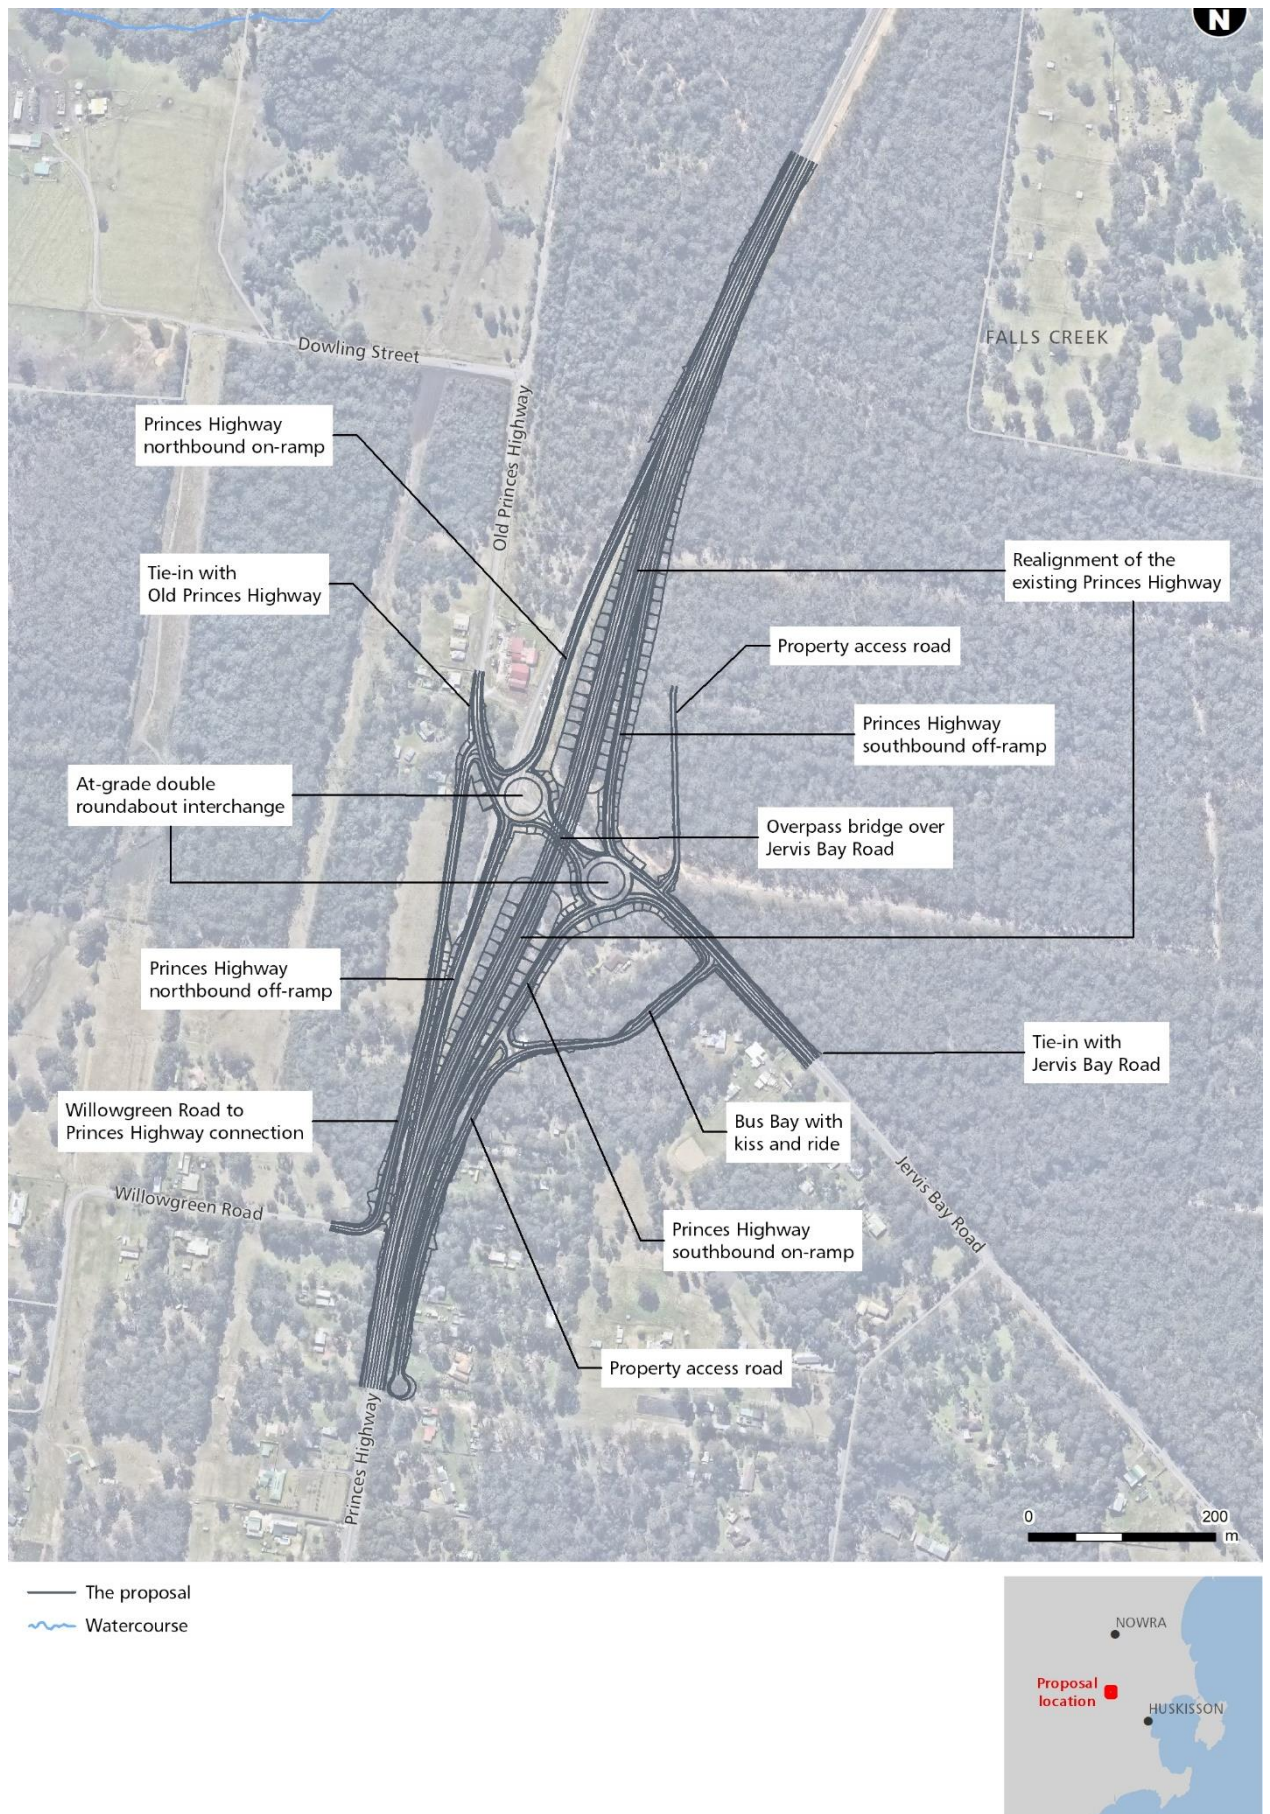 N
FALLS CREEK
Dowling Street
Princes Highway
northbound on-ramp
Old Princes Highway
Realignment of the
existing Princes Highway
Tie-in with
Old Princes Highway
Property access road
Princes Highway
southbound off-ramp
At-grade double
roundabout interchange
Overpass bridge over
Jervis Bay Road
Princes Highway
northbound off-ramp
Tie-in with
Jervis Bay Road
Willowgreen Road to
Princes Highway connection
Bus Bay with
kiss and ride
Jervis Bay Road
Willowgreen Road
Princes Highway
southbound on-ramp
Property access road
Princes Highway
0 200
m
The proposal
Watercourse
NOWRA
Proposal
location
HUSKISSON